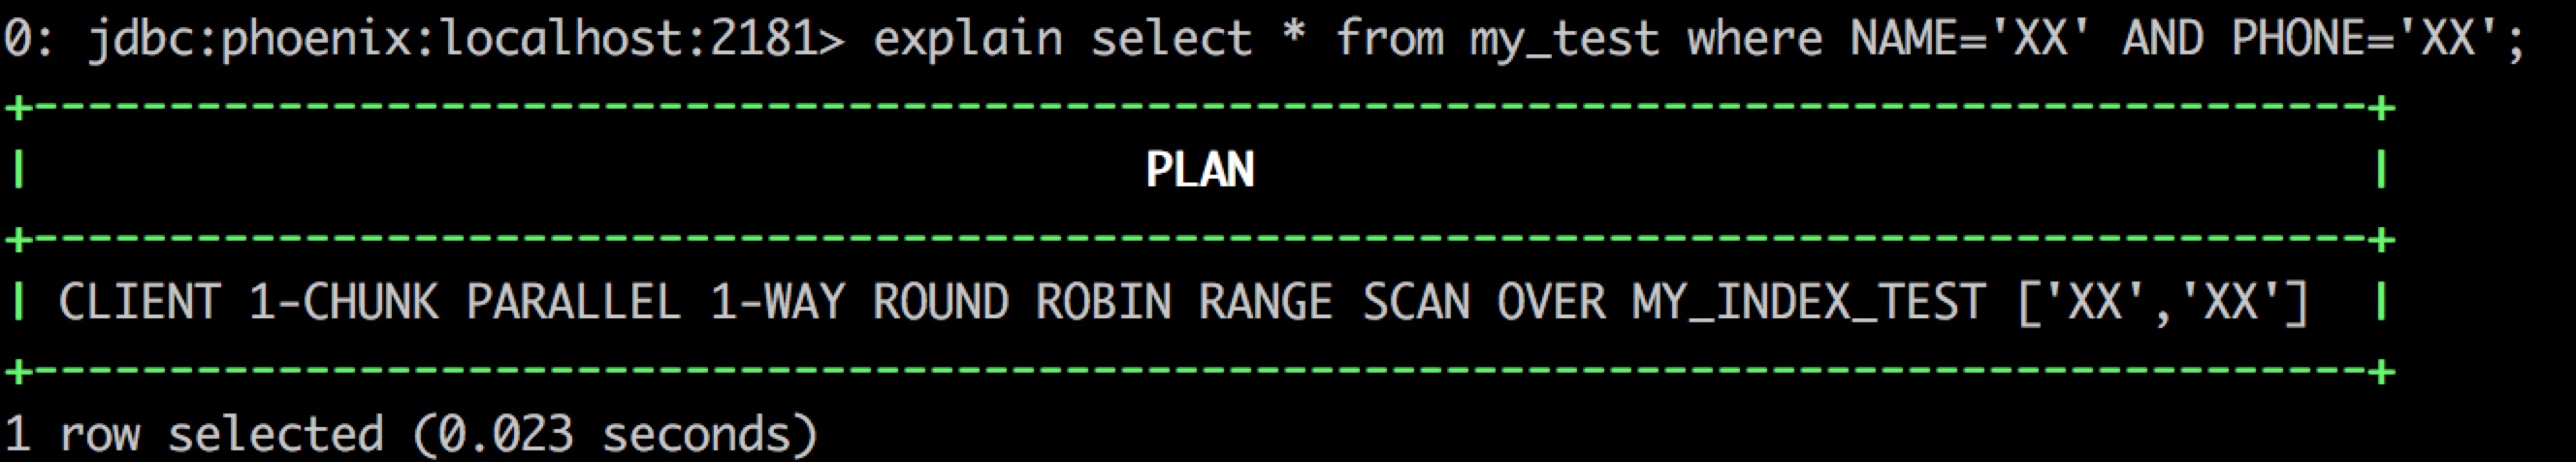 0: jdbc:phoenix:localhost:2181> explain select * from my_test where NAME='XX' AND PHONE='XX';
+---------------------------------------------------------------------------------------+
| PLAN |
+---------------------------------------------------------------------------------------+
| CLIENT 1-CHUNK PARALLEL 1-WAY ROUND ROBIN RANGE SCAN OVER MY_INDEX_TEST ['XX','XX'] |
+---------------------------------------------------------------------------------------+
1 row selected (0.023 seconds)